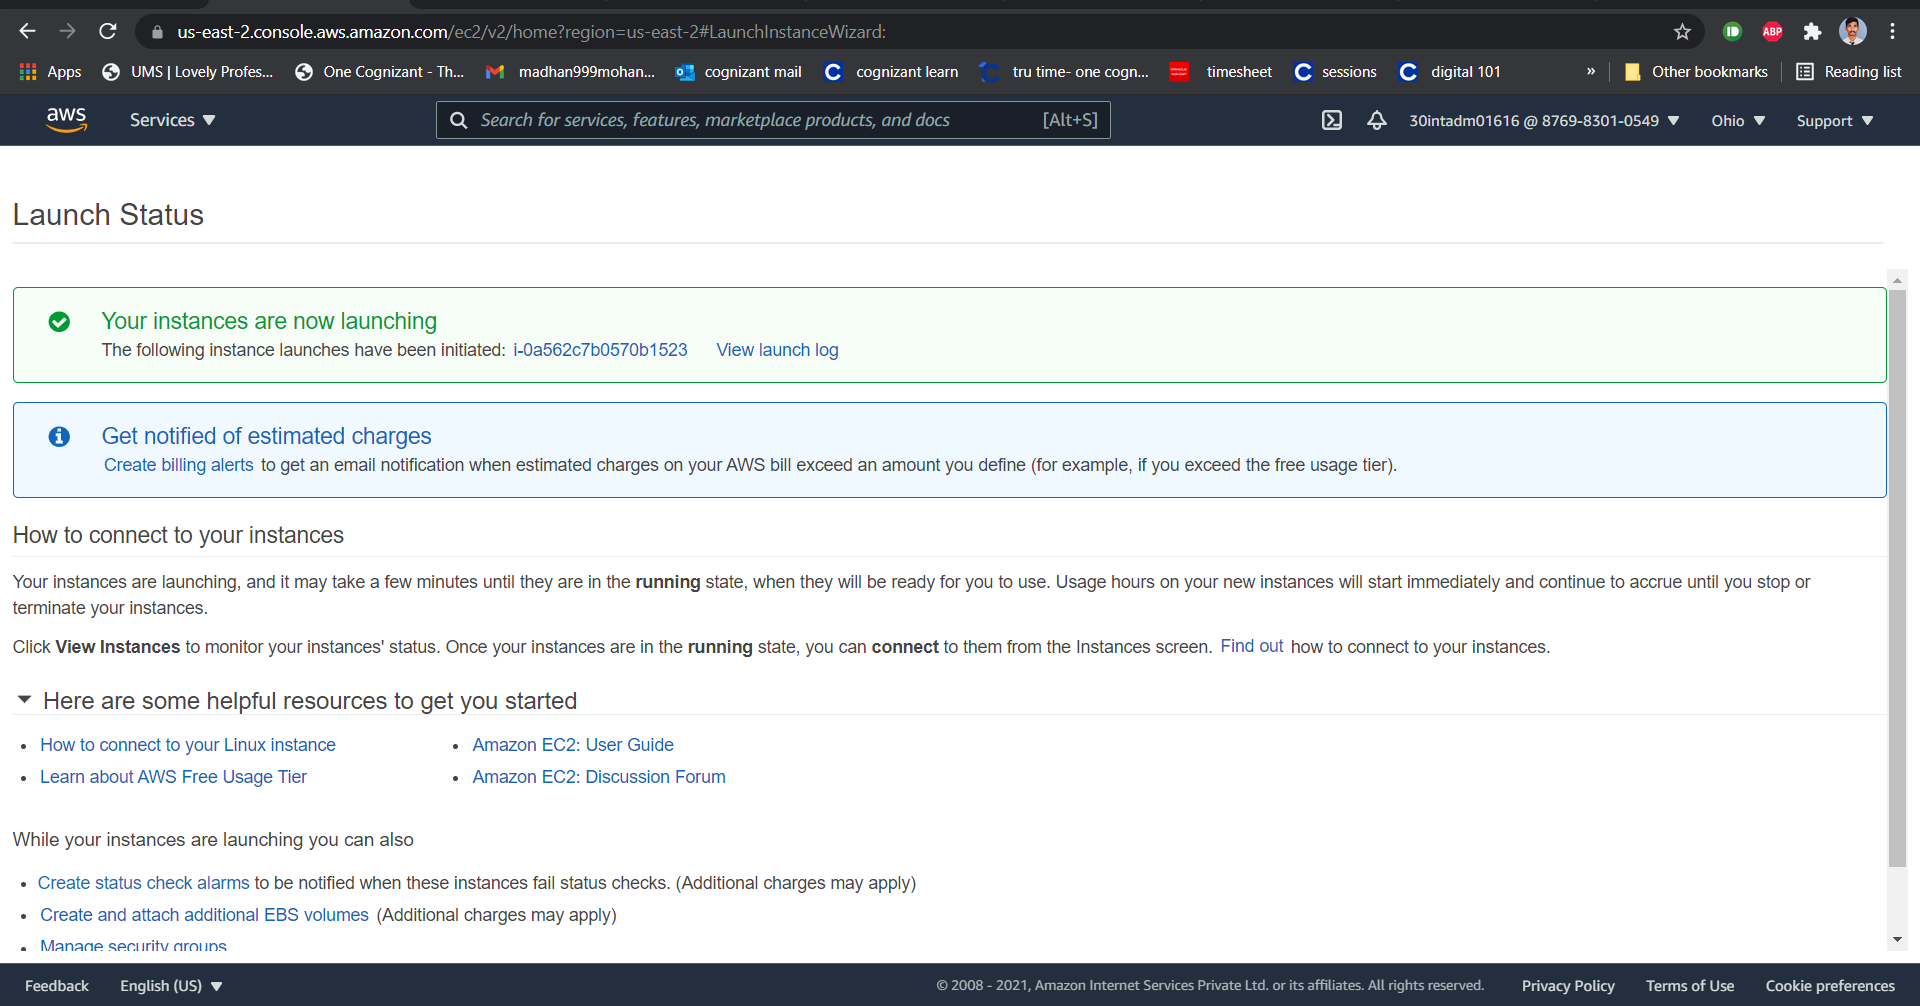 us-east-2.console.aws.amazon.com/ec2/v2/home?region=us-east-2#LaunchInstanceWizard:
ABP
Apps UMS | Lovely Profes... One Cognizant - Th... madhan999mohan... cognizant mail cognizant learn tru time- one cogn... timesheet sessions digital 101 » Other bookmarks Reading list
aws Services Search for services, features, marketplace products, and docs [Alt+S] 30intadm01616 @ 8769-8301-0549 Ohio Support
Launch Status
Your instances are now launching
The following instance launches have been initiated: i-0a562c7b0570b1523 View launch log
Get notified of estimated charges
Create billing alerts to get an email notification when estimated charges on your AWS bill exceed an amount you define (for example, if you exceed the free usage tier).
How to connect to your instances
Your instances are launching, and it may take a few minutes until they are in the running state, when they will be ready for you to use. Usage hours on your new instances will start immediately and continue to accrue until you stop or
terminate your instances.
Click View Instances to monitor your instances' status. Once your instances are in the running state, you can connect to them from the Instances screen. Find out how to connect to your instances.
Here are some helpful resources to get you started
• How to connect to your Linux instance • Amazon EC2: User Guide
• Learn about AWS Free Usage Tier • Amazon EC2: Discussion Forum
While your instances are launching you can also
• Create status check alarms to be notified when these instances fail status checks. (Additional charges may apply)
• Create and attach additional EBS volumes (Additional charges may apply)
• Manage security groups
Feedback English (US) © 2008 - 2021, Amazon Internet Services Private Ltd. or its affiliates. All rights reserved. Privacy Policy Terms of Use Cookie preferences